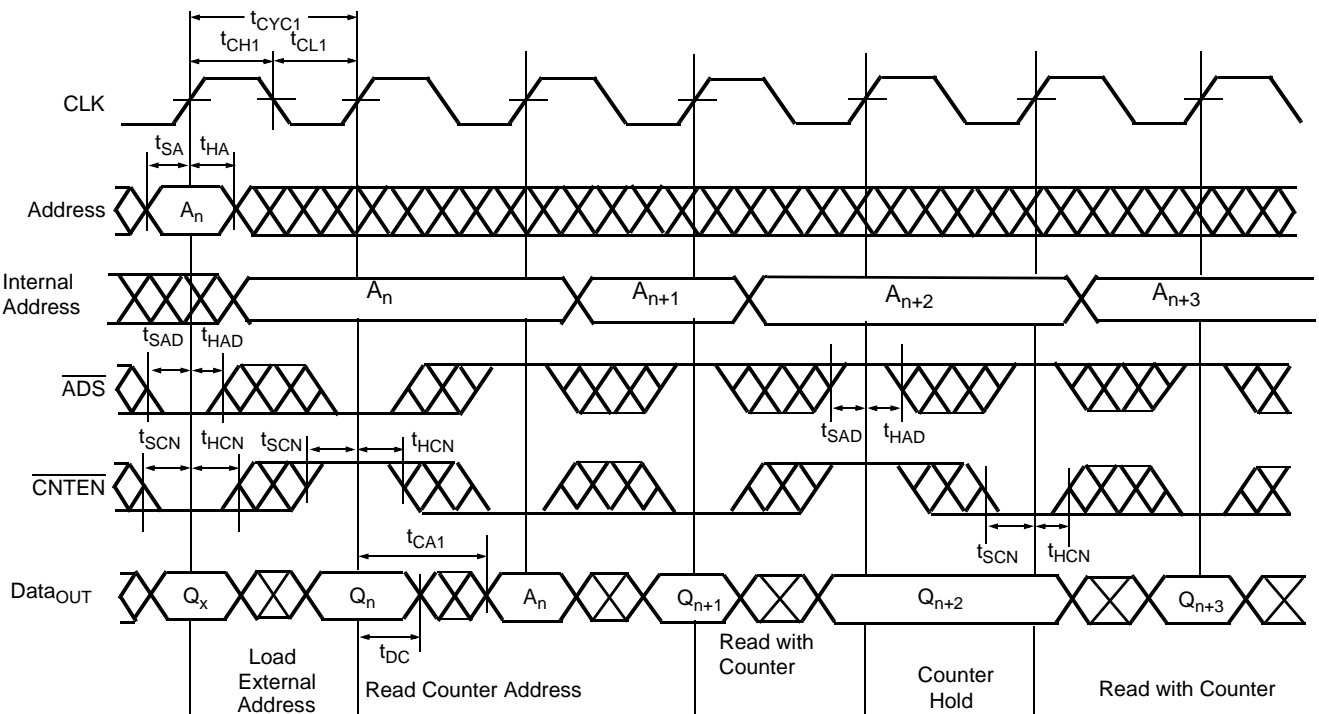 tCYC1
tCH1 tCL1
CLK
tSA tHA
Address An
Internal Address An An+1 An+2 An+3
tSAD tHAD
ADS
tSAD tHAD
tSCN tHCN tSCN tHCN
CNTEN
tSCN tHCN
tCA1
DataOUT Qx Qn An Qn+1 Qn+2 Qn+3
tDC
Load
External
Address
Read Counter Address
Read with
Counter
Counter
Hold
Read with Counter